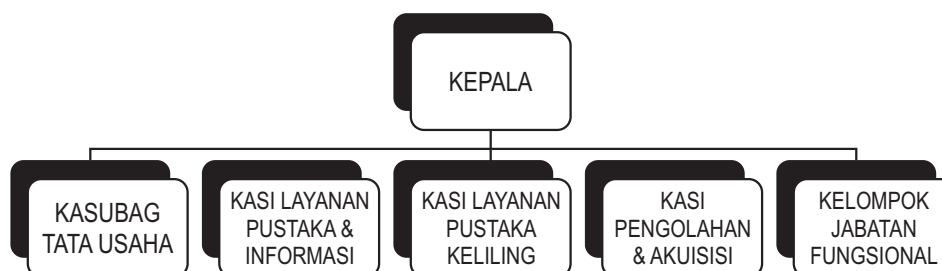 KEPALA
KASUBAG
TATA USAHA
KASI LAYANAN
PUSTAKA &
INFORMASI
KASI LAYANAN
PUSTAKA
KELILING
KASI
PENGOLAHAN
& AKUISISI
KELOMPOK
JABATAN
FUNGSIONAL